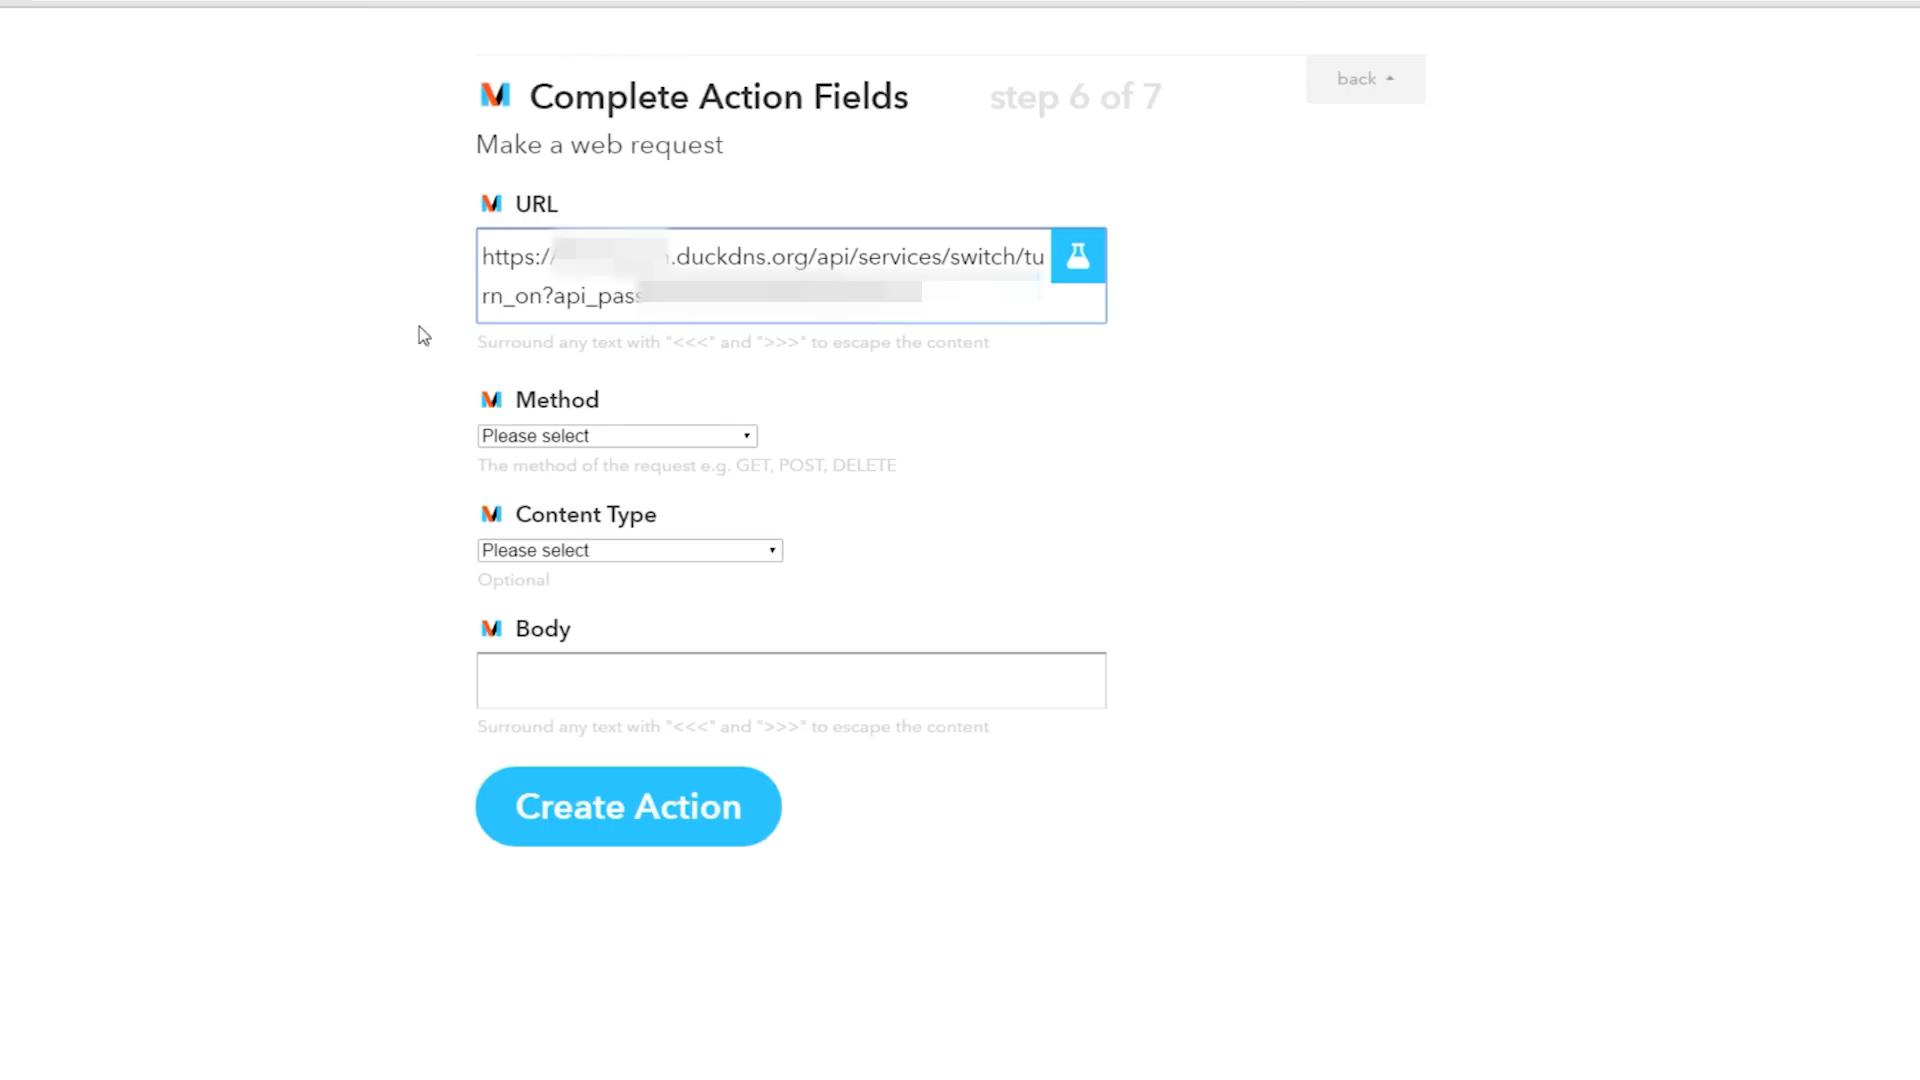 back
Complete Action Fields step 6 of 7
Make a web request
URL
https:// .duckdns.org/api/services/switch/tu
rn_on?api_pass
Surround any text with "<<<" and ">>>" to escape the content
Method
Please select
The method of the request e.g. GET, POST, DELETE
Content Type
Please select
Optional
Body
Surround any text with "<<<" and ">>>" to escape the content
Create Action